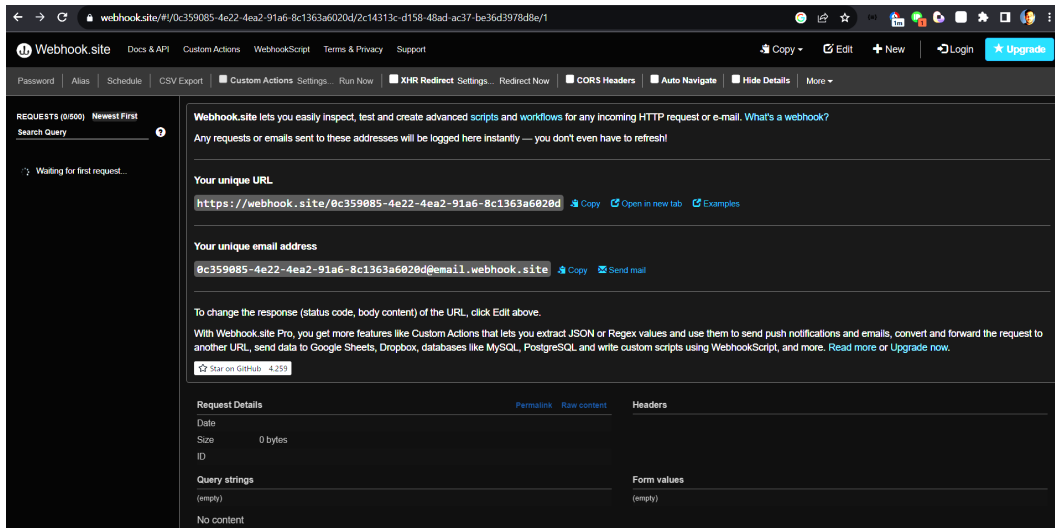 webhook.site/#!/0c359085-4e22-4ea2-91a6-8c1363a6020d/2c14313c-d158-48ad-ac37-be36d3978d8e/1
Webhook.site Docs & API Custom Actions WebhookScript Terms & Privacy Support Copy Edit New Login Upgrade
Password Alias Schedule CSV Export Custom Actions Settings... Run Now XHR Redirect Settings... Redirect Now CORS Headers Auto Navigate Hide Details More
REQUESTS (0/500) Newest First
Search Query ?
Waiting for first request...
Webhook.site lets you easily inspect, test and create advanced scripts and workflows for any incoming HTTP request or e-mail. What's a webhook?
Any requests or emails sent to these addresses will be logged here instantly — you don't even have to refresh!
Your unique URL
https://webhook.site/0c359085-4e22-4ea2-91a6-8c1363a6020d Copy Open in new tab Examples
Your unique email address
0c359085-4e22-4ea2-91a6-8c1363a6020d@email.webhook.site Copy Send mail
To change the response (status code, body content) of the URL, click Edit above.
With Webhook.site Pro, you get more features like Custom Actions that lets you extract JSON or Regex values and use them to send push notifications and emails, convert and forward the request to
another URL, send data to Google Sheets, Dropbox, databases like MySQL, PostgreSQL and write custom scripts using WebhookScript, and more. Read more or Upgrade now.
Star on GitHub 4.259
Request Details Permalink Raw content Headers
Date
Size 0 bytes
ID
Query strings Form values
(empty) (empty)
No content